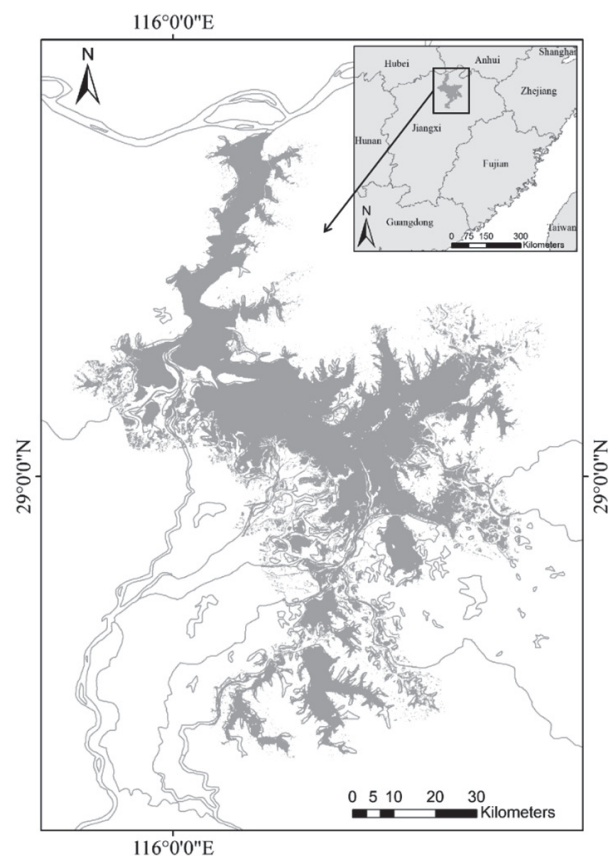 116°0'0"E
N
Hubei
Anhui
Shanghai
Zhejiang
Jiangxi
Hunan
Fujian
Guangdong
Taiwan
N
0 75 150 300
Kilometers
29°0'0"N
29°0'0"N
0 5 10 20 30
Kilometers
116°0'0"E